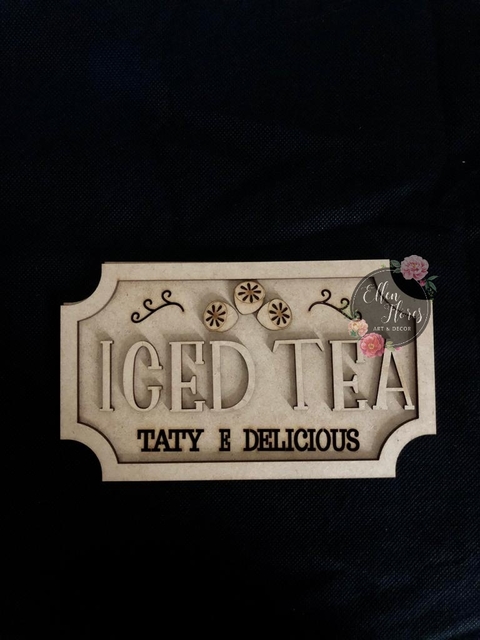 Ellen
Flores
ART & DECOR
ICED TEA
TATY E DELICIOUS